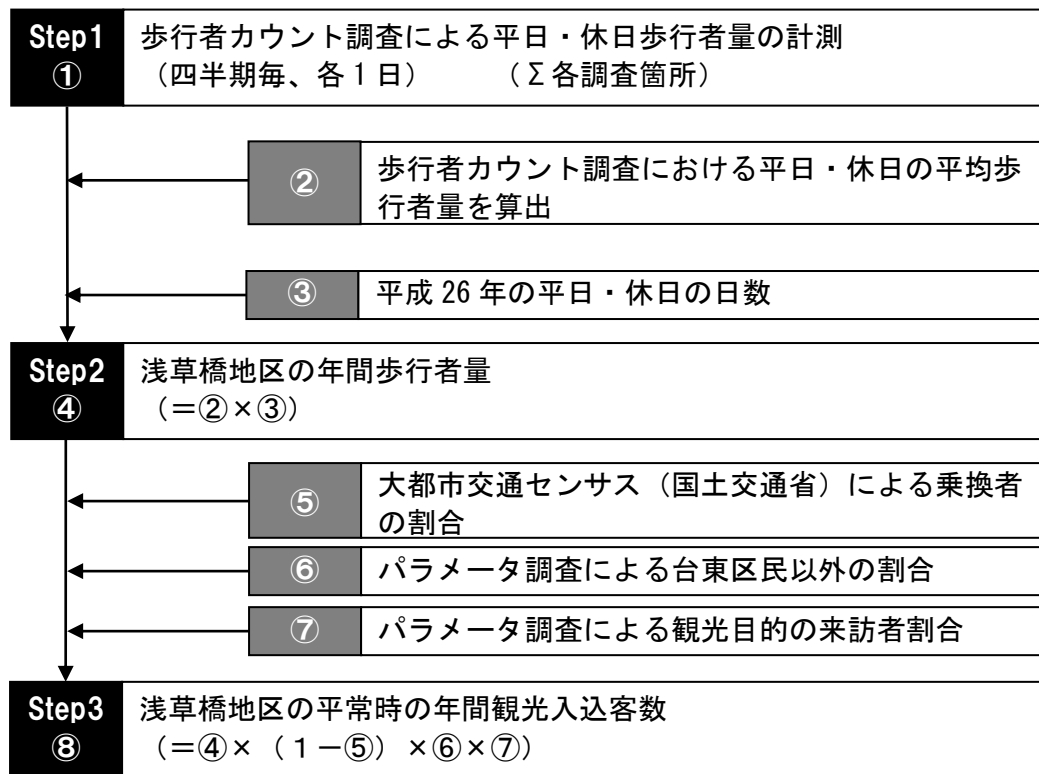 Step1
①
歩行者カウント調査による平日・休日歩行者量の計測
（四半期毎、各１日）　　（Σ各調査箇所）
②
歩行者カウント調査における平日・休日の平均歩
行者量を算出
③
平成 26 年の平日・休日の日数
Step2
④
浅草橋地区の年間歩行者量
（＝②×③）
⑤
大都市交通センサス（国土交通省）による乗換者
の割合
⑥
パラメータ調査による台東区民以外の割合
⑦
パラメータ調査による観光目的の来訪者割合
Step3
⑧
浅草橋地区の平常時の年間観光入込客数
（＝④×（１－⑤）×⑥×⑦）